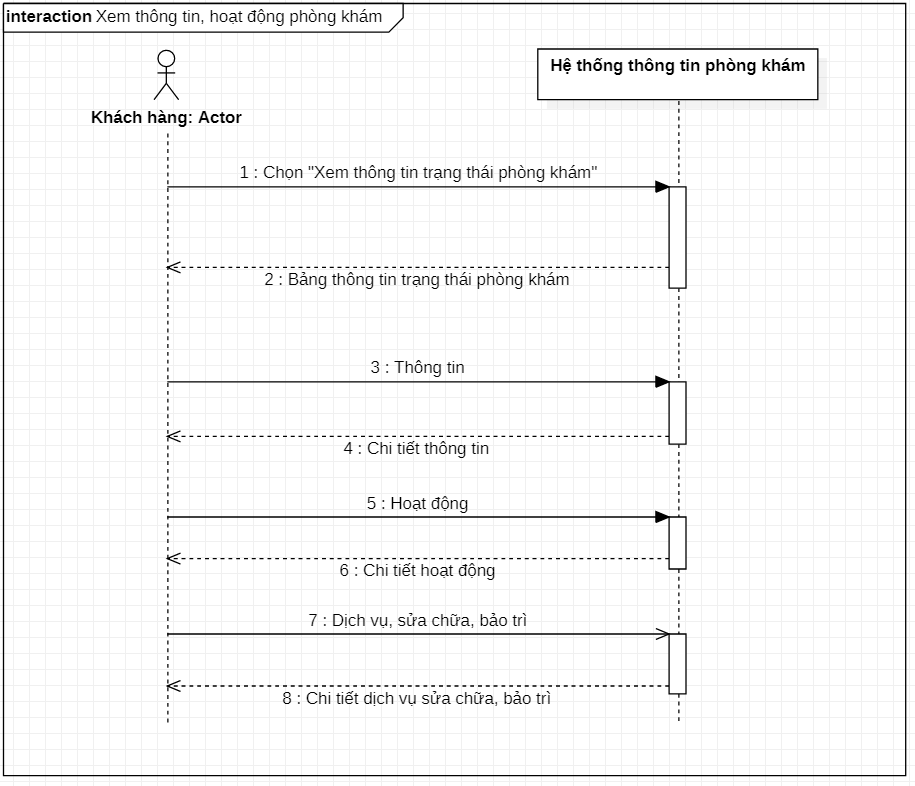 interaction Xem thông tin, hoạt động phòng khám
Hệ thống thông tin phòng khám
Khách hàng: Actor
1 : Chọn "Xem thông tin trạng thái phòng khám"
2 : Bảng thông tin trạng thái phòng khám
3 : Thông tin
4 : Chi tiết thông tin
5 : Hoạt động
6 : Chi tiết hoạt động
7 : Dịch vụ, sửa chữa, bảo trì
8 : Chi tiết dịch vụ sửa chữa, bảo trì